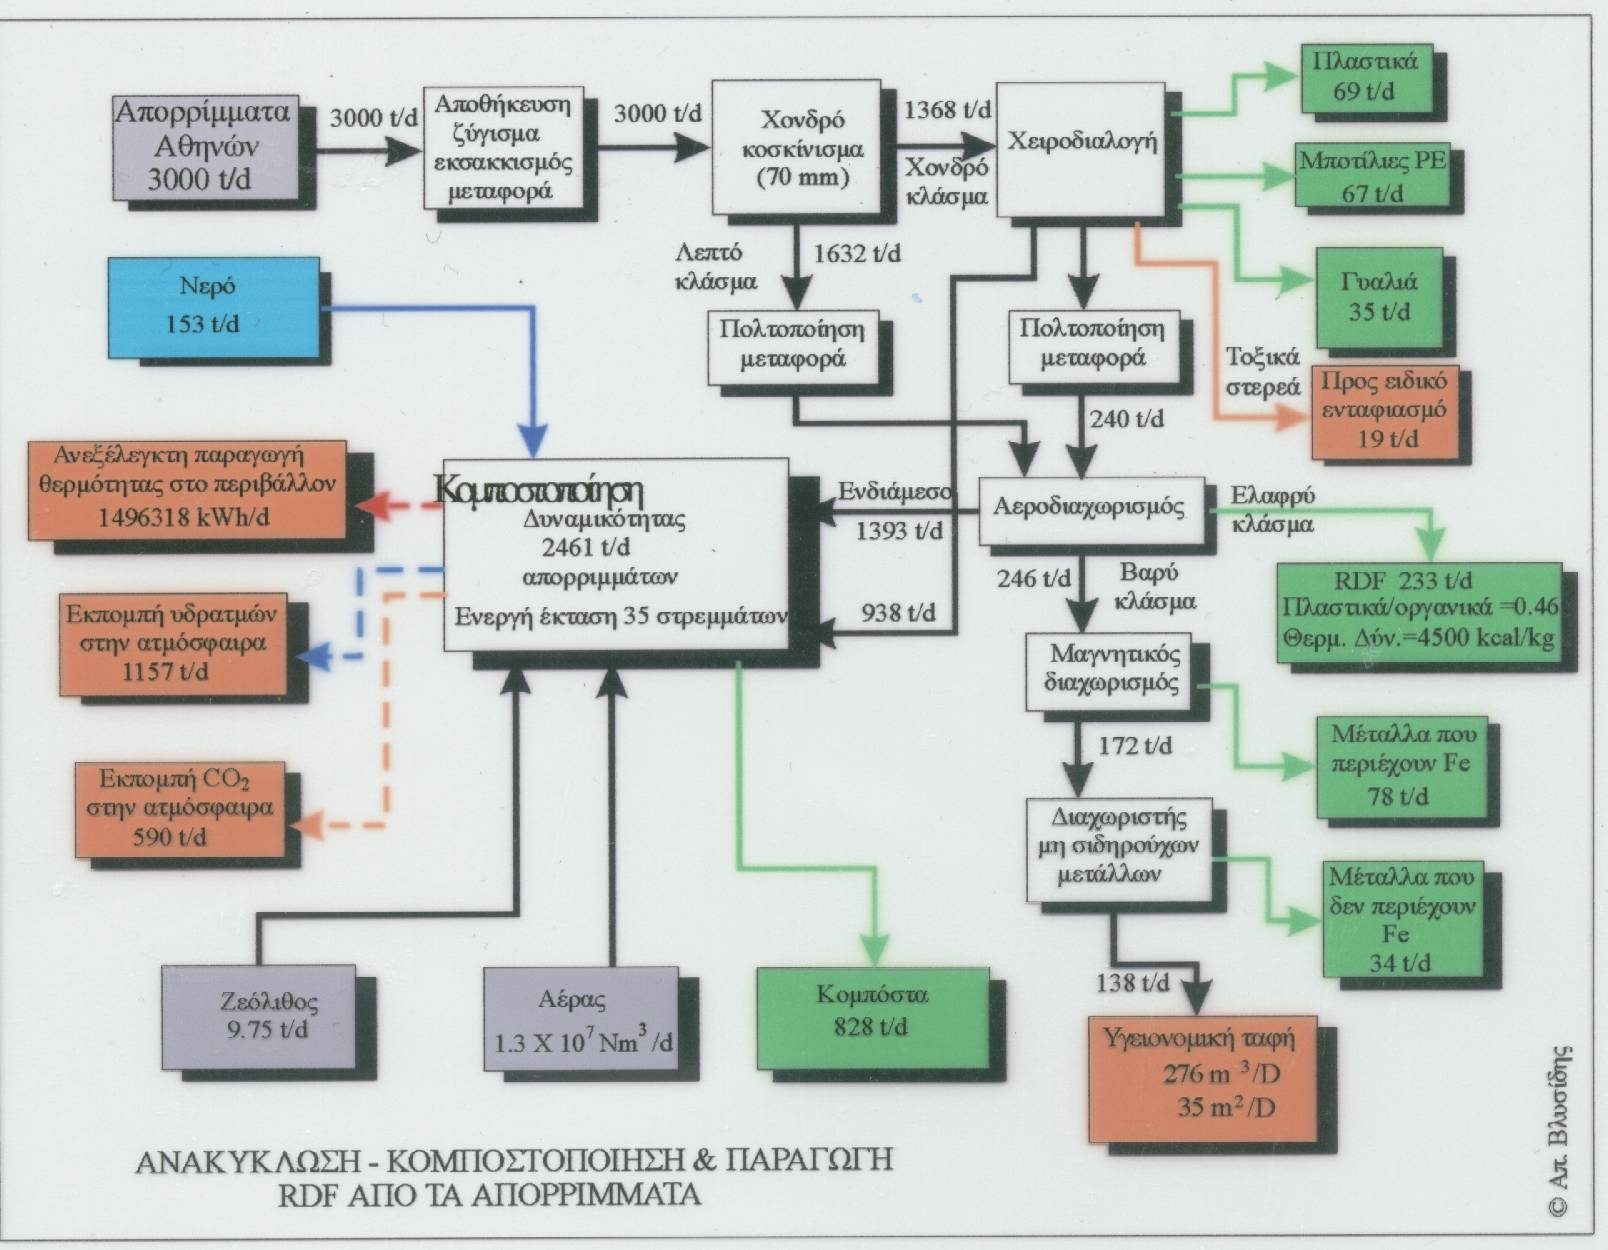 Απορρίμματα
Αθηνών
3000 t/d
3000 t/d
Αποθήκευση
ζύγισμα
εκσακκισμός
μεταφορά
3000 t/d
Χονδρό
κοσκίνισμα
(70 mm)
1368 t/d
Χονδρό
κλάσμα
Χειροδιαλογή
Πλαστικά
69 t/d
Μποτίλιες PE
67 t/d
Γυαλιά
35 t/d
Τοξικά
στερεά
Προς ειδικό
ενταφιασμό
19 t/d
Λεπτό
κλάσμα
1632 t/d
Νερό
153 t/d
Πολτοποίηση
μεταφορά
Πολτοποίηση
μεταφορά
240 t/d
Ανεξέλεγκτη παραγωγή
θερμότητας στο περιβάλλον
1496318 kWh/d
Κομποστοποίηση
Δυναμικότητας
2461 t/d
απορριμμάτων
Ενεργή έκταση 35 στρεμμάτων
Ενδιάμεσο
1393 t/d
938 t/d
Αεροδιαχωρισμός
Ελαφρύ
κλάσμα
246 t/d
Βαρύ
κλάσμα
RDF 233 t/d
Πλαστικά/οργανικά =0.46
Θερμ. Δύν.=4500 kcal/kg
Εκπομπή υδρατμών
στην ατμόσφαιρα
1157 t/d
Μαγνητικός
διαχωρισμός
172 t/d
Μέταλλα που
περιέχουν Fe
78 t/d
Εκπομπή CO2
στην ατμόσφαιρα
590 t/d
Διαχωριστής
μη σιδηρούχων
μετάλλων
Μέταλλα που
δεν περιέχουν
Fe
34 t/d
138 t/d
Ζεόλιθος
9.75 t/d
Αέρας
1.3 X 10⁷ Nm³/d
Κομπόστα
828 t/d
Υγειονομική ταφή
276 m ³/D
35 m²/D
ΑΝΑΚΥΚΛΩΣΗ - ΚΟΜΠΟΣΤΟΠΟΙΗΣΗ & ΠΑΡΑΓΩΓΗ
RDF ΑΠΟ ΤΑ ΑΠΟΡΡΙΜΜΑΤΑ
© Απ. Βλυσίδης